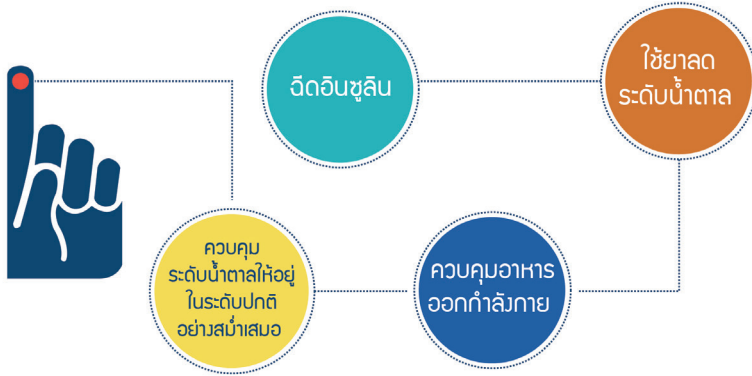 ฉีดอินซูลิน
ใช้ยาลด
ระดับน้ำตาล
ควบคุม
ระดับน้ำตาลให้อยู่
ในระดับปกติ
อย่างสม่ำเสมอ
ควบคุมอาหาร
ออกกำลังกาย